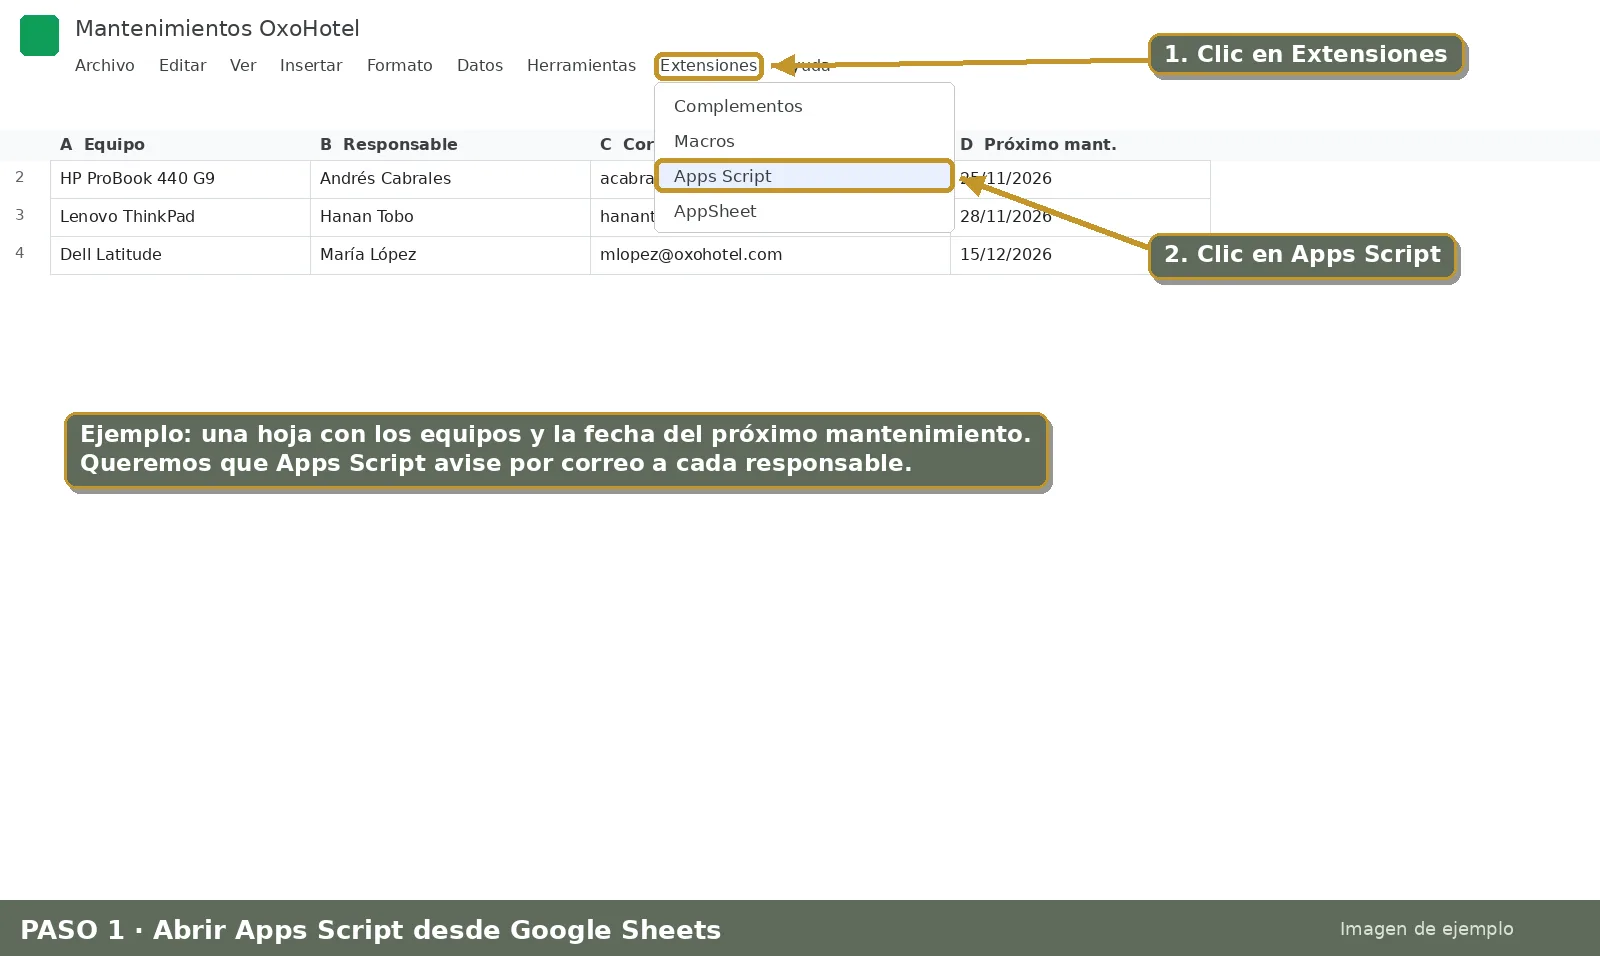 Mantenimientos OxoHotel
Archivo Editar Ver Insertar Formato Datos Herramientas Extensiones
1. Clic en Extensiones
Complementos
Macros
Apps Script
AppSheet
A Equipo B Responsable C D Próximo mant.
2 HP ProBook 440 G9 Andrés Cabrales 25/11/2026
3 Lenovo ThinkPad Hanan Tobo 28/11/2026
4 Dell Latitude María López mlopez@oxohotel.com 15/12/2026
2. Clic en Apps Script
Ejemplo: una hoja con los equipos y la fecha del próximo mantenimiento.
Queremos que Apps Script avise por correo a cada responsable.
PASO 1 · Abrir Apps Script desde Google Sheets
Imagen de ejemplo